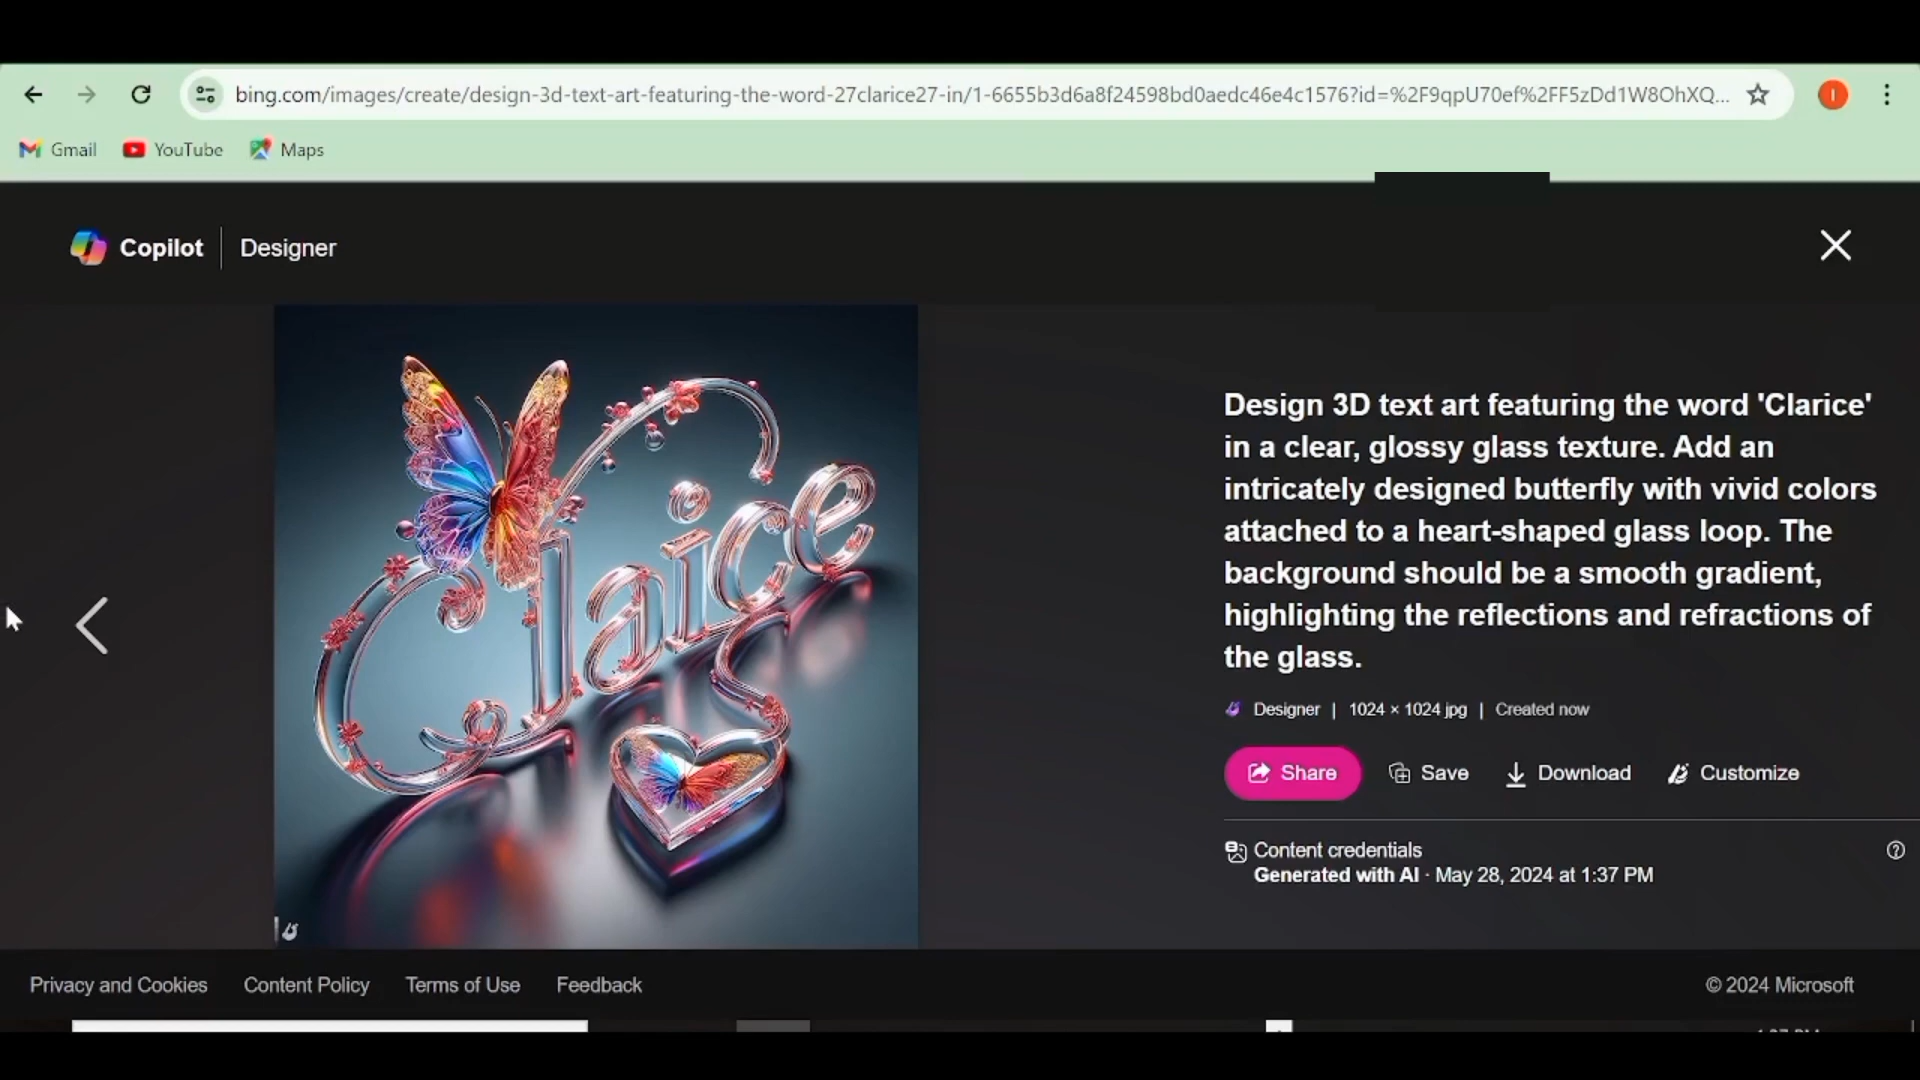 bing.com/images/create/design-3d-text-art-featuring-the-word-27clarice27-in/1-6655b3d6a8f24598bd0aedc46e4c1576?id=%2F9qpU70ef%2FF5zDd1W8OhXQ...
I
Gmail YouTube Maps
Copilot | Designer
Claice
Design 3D text art featuring the word 'Clarice'
in a clear, glossy glass texture. Add an
intricately designed butterfly with vivid colors
attached to a heart-shaped glass loop. The
background should be a smooth gradient,
highlighting the reflections and refractions of
the glass.
Designer | 1024 × 1024 jpg | Created now
Share Save Download Customize
Content credentials
Generated with AI · May 28, 2024 at 1:37 PM
Privacy and Cookies Content Policy Terms of Use Feedback © 2024 Microsoft